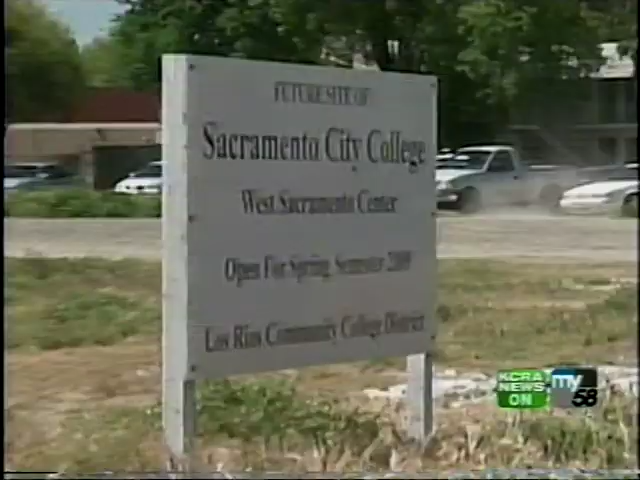 FUTURE SITE OF
Sacramento City College
West Sacramento Center
Open For Spring Semester 2009
Los Rios Community College District
KCRA my
NEWS 58
ON